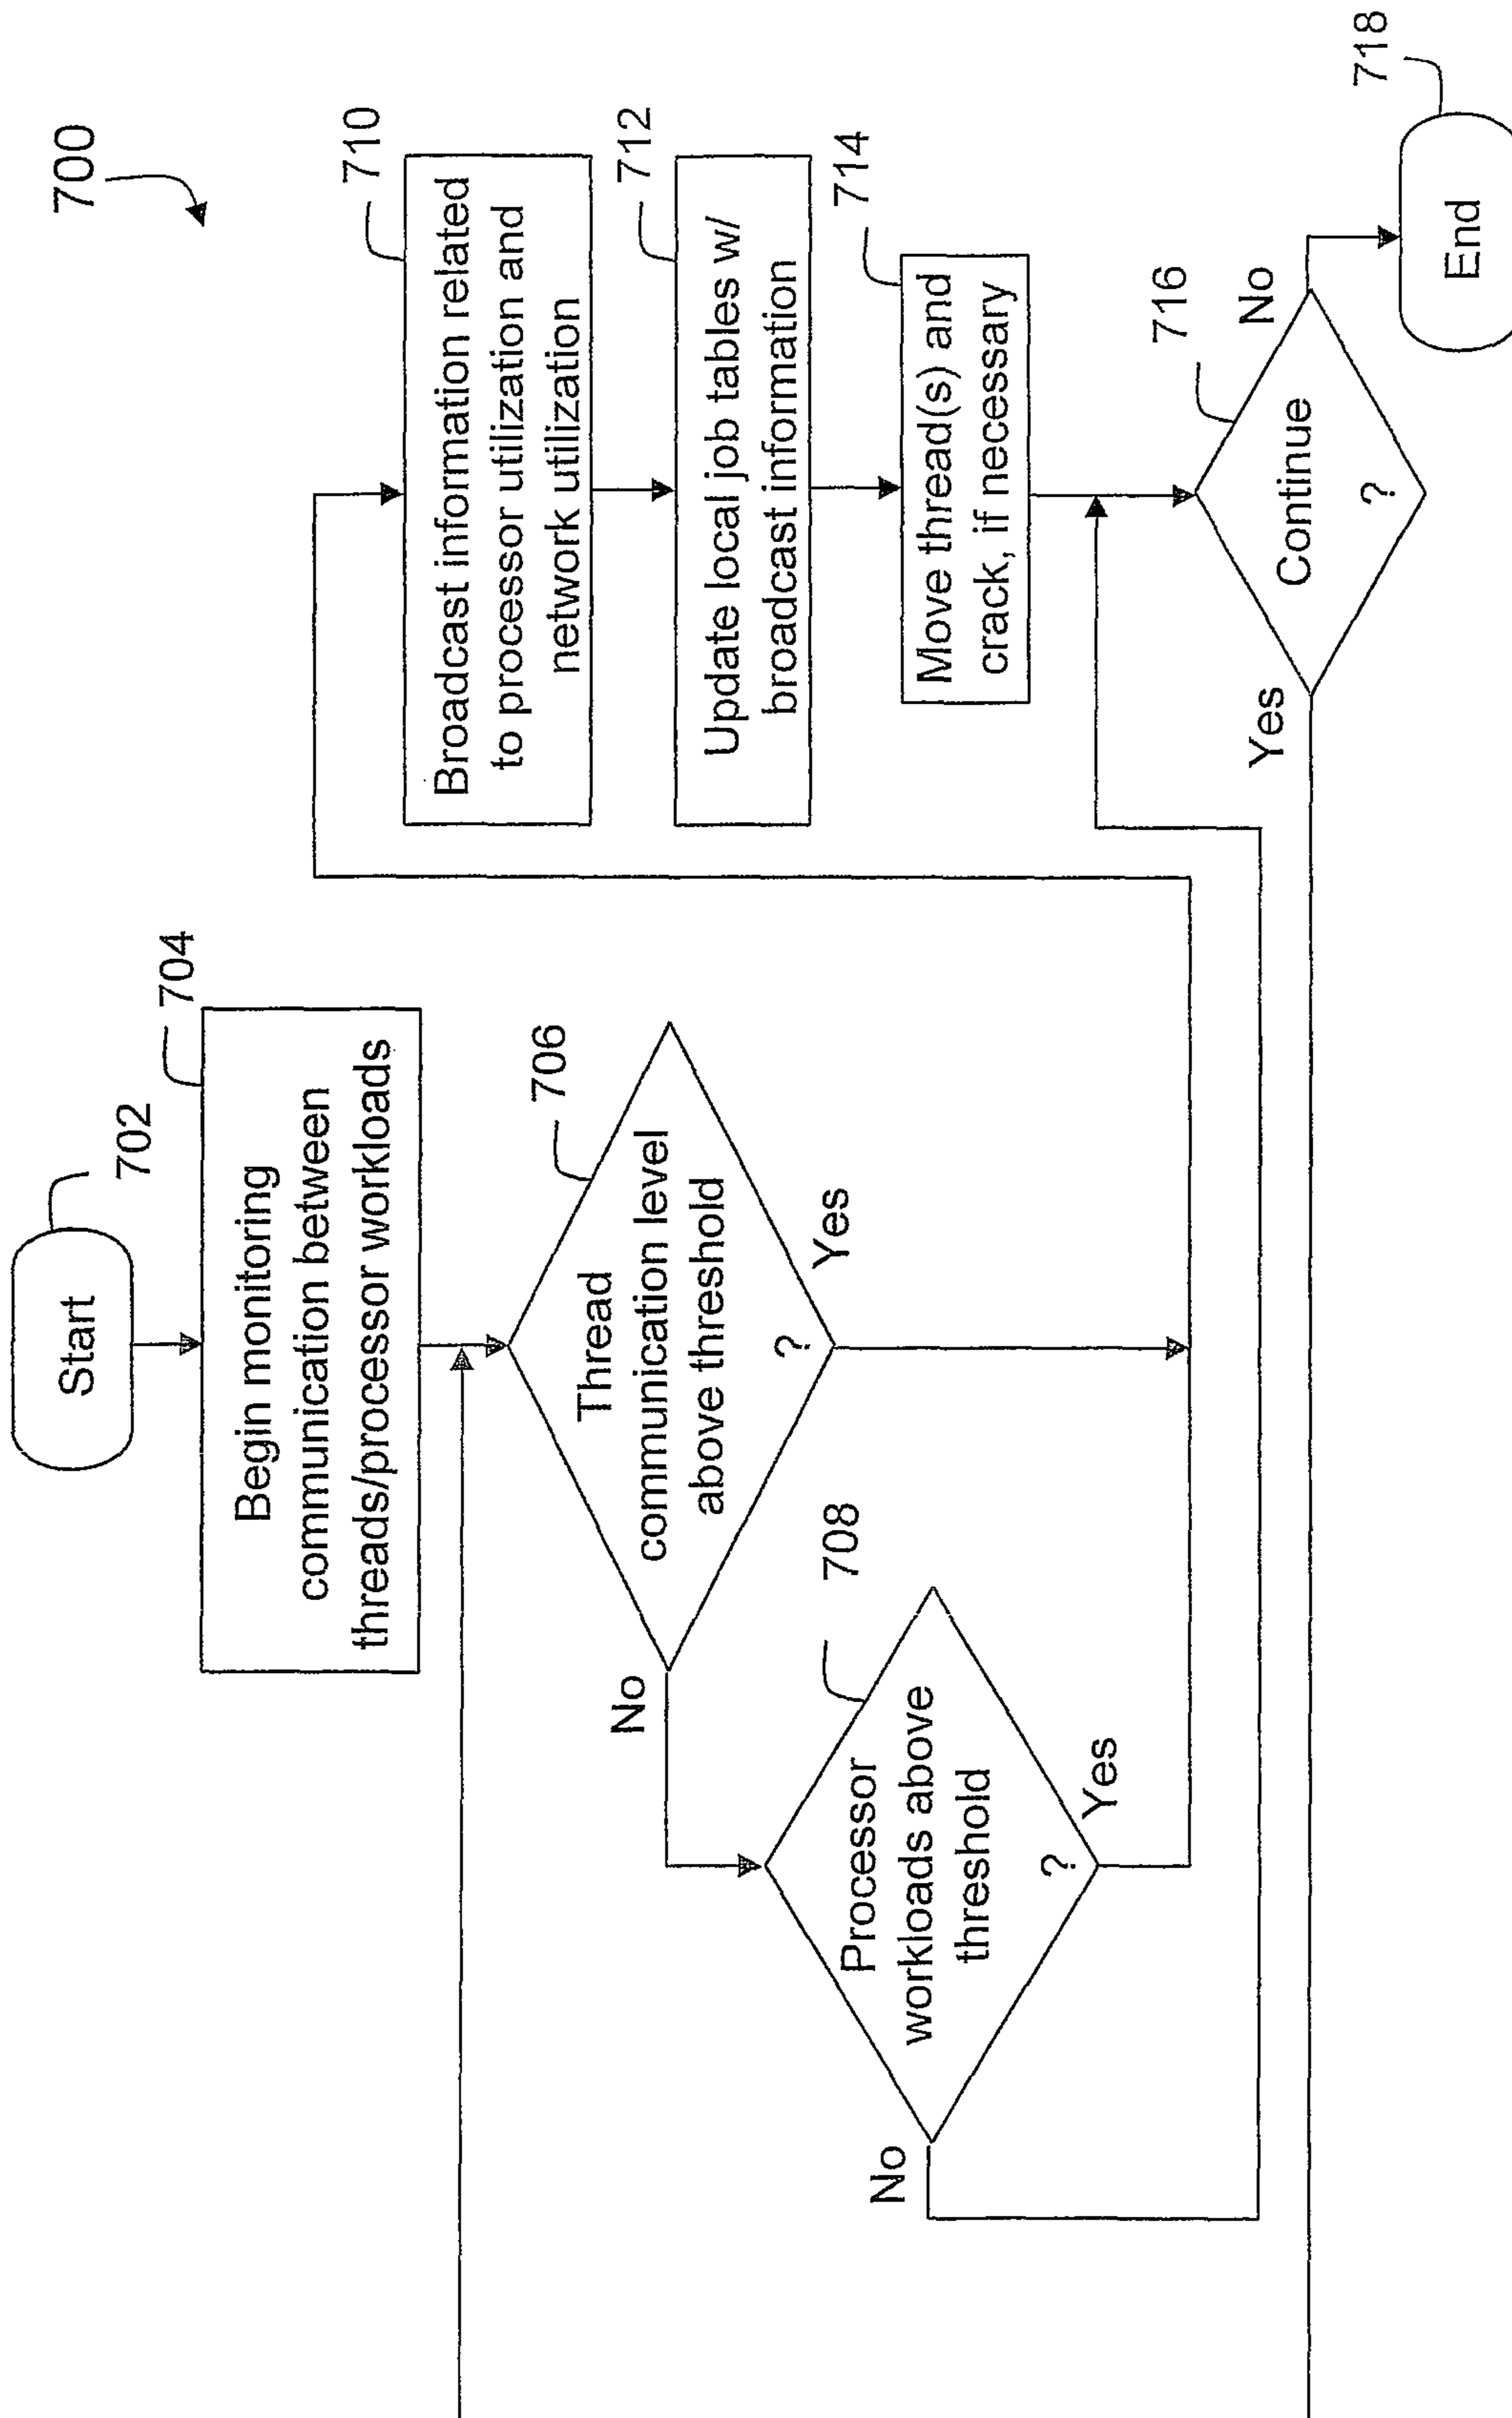 700
Start
702
704
Begin monitoring
communication between
threads/processor workloads
706
Thread
communication level
above threshold
?
No
Yes
708
Processor
workloads above
threshold
?
No
Yes
710
Broadcast information related
to processor utilization and
network utilization
712
Update local job tables w/
broadcast information
714
Move thread(s) and
crack, if necessary
716
Continue
?
Yes
No
718
End